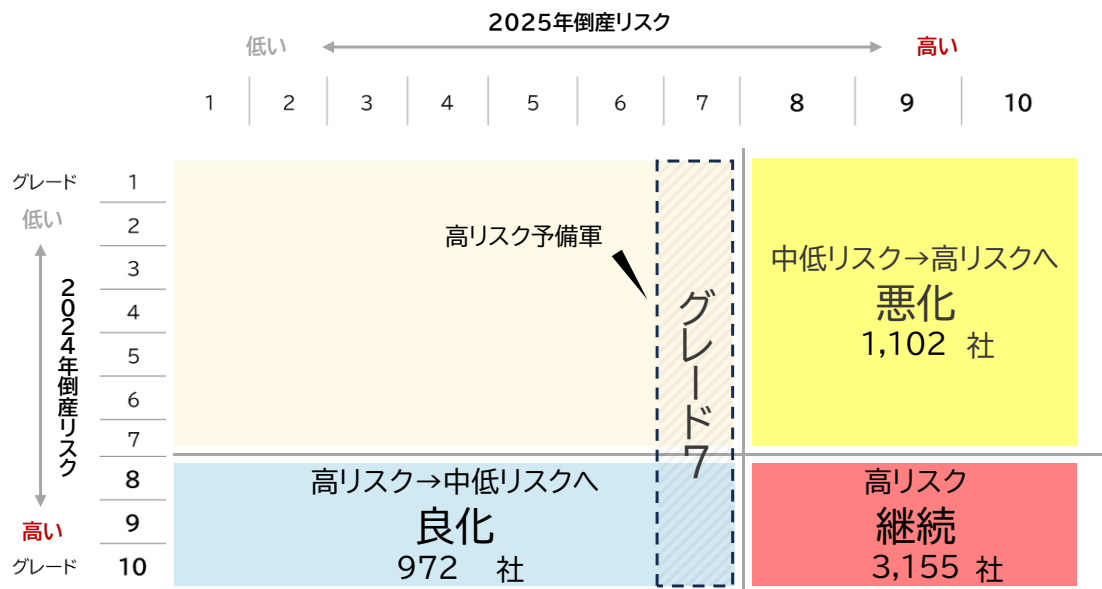 2025年倒産リスク
低い
高い
1 2 3 4 5 6 7 8 9 10
グレード
低い
2024年倒産リスク
高い
グレード
1
2
3
4
5
6
7
8
9
10
高リスク予備軍
グレード7
中低リスク→高リスクへ
悪化
1,102 社
高リスク→中低リスクへ
良化
972 社
高リスク
継続
3,155 社